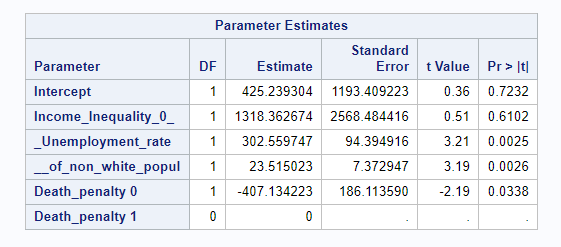 Parameter Estimates
Parameter DF Estimate Standard Error t Value Pr > |t|
Intercept 1 425.239304 1193.409223 0.36 0.7232
Income_Inequality_0_ 1 1318.362674 2568.484416 0.51 0.6102
_Unemployment_rate 1 302.559747 94.394916 3.21 0.0025
__of_non_white_popul 1 23.515023 7.372947 3.19 0.0026
Death_penalty 0 1 -407.134223 186.113590 -2.19 0.0338
Death_penalty 1 0 0 . . .